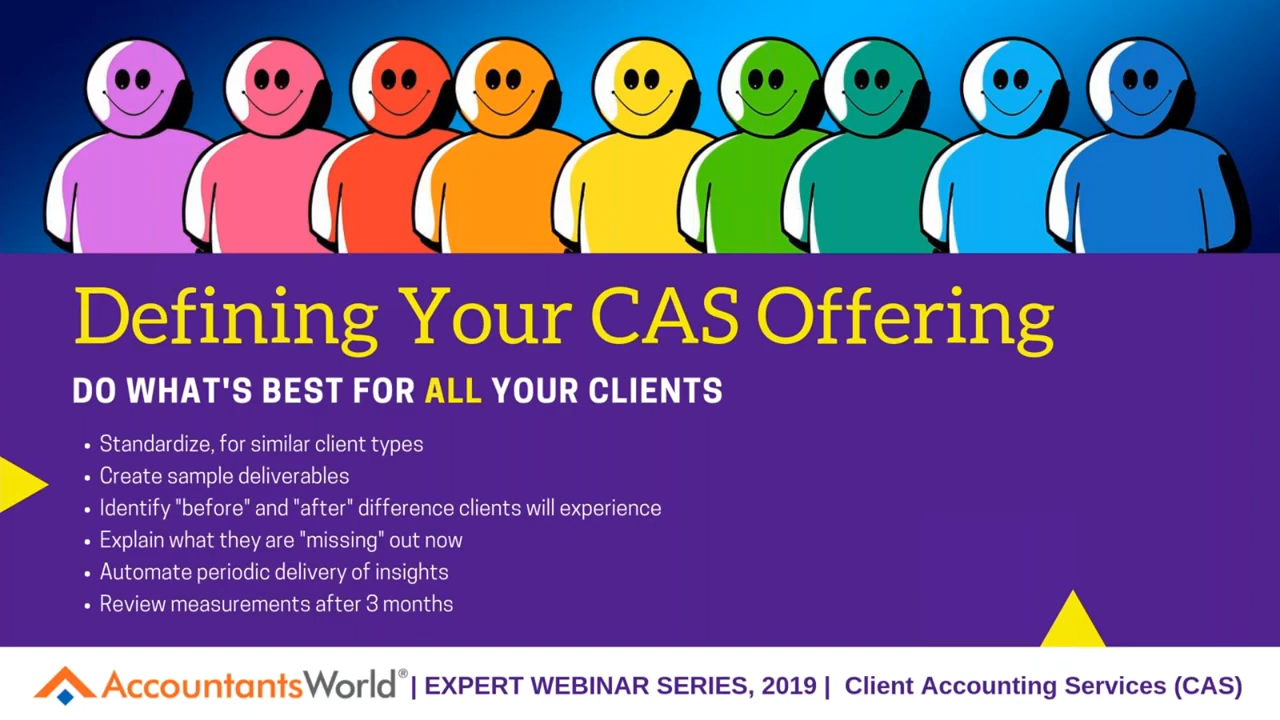 Defining Your CAS Offering
DO WHAT'S BEST FOR ALL YOUR CLIENTS
• Standardize, for similar client types
• Create sample deliverables
• Identify "before" and "after" difference clients will experience
• Explain what they are "missing" out now
• Automate periodic delivery of insights
• Review measurements after 3 months
AccountantsWorld® | EXPERT WEBINAR SERIES, 2019 | Client Accounting Services (CAS)